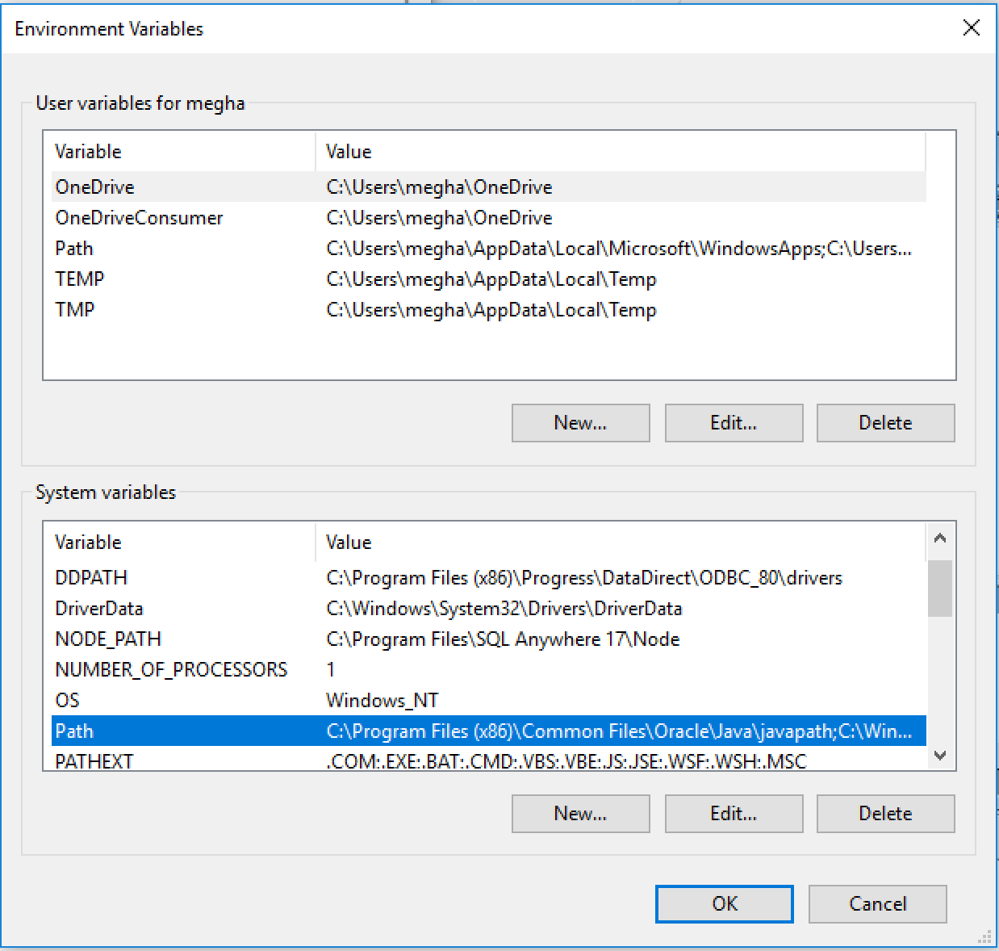 Environment Variables
User variables for megha
Variable Value
OneDrive C:\Users\megha\OneDrive
OneDriveConsumer C:\Users\megha\OneDrive
Path C:\Users\megha\AppData\Local\Microsoft\WindowsApps;C:\Users...
TEMP C:\Users\megha\AppData\Local\Temp
TMP C:\Users\megha\AppData\Local\Temp
New... Edit... Delete
System variables
Variable Value
DDPATH C:\Program Files (x86)\Progress\DataDirect\ODBC_80\drivers
DriverData C:\Windows\System32\Drivers\DriverData
NODE_PATH C:\Program Files\SQL Anywhere 17\Node
NUMBER_OF_PROCESSORS 1
OS Windows_NT
Path C:\Program Files (x86)\Common Files\Oracle\Java\javapath;C:\Win...
PATHEXT .COM;.EXE;.BAT;.CMD;.VBS;.VBE;.JS;.JSE;.WSF;.WSH;.MSC
New... Edit... Delete
OK Cancel